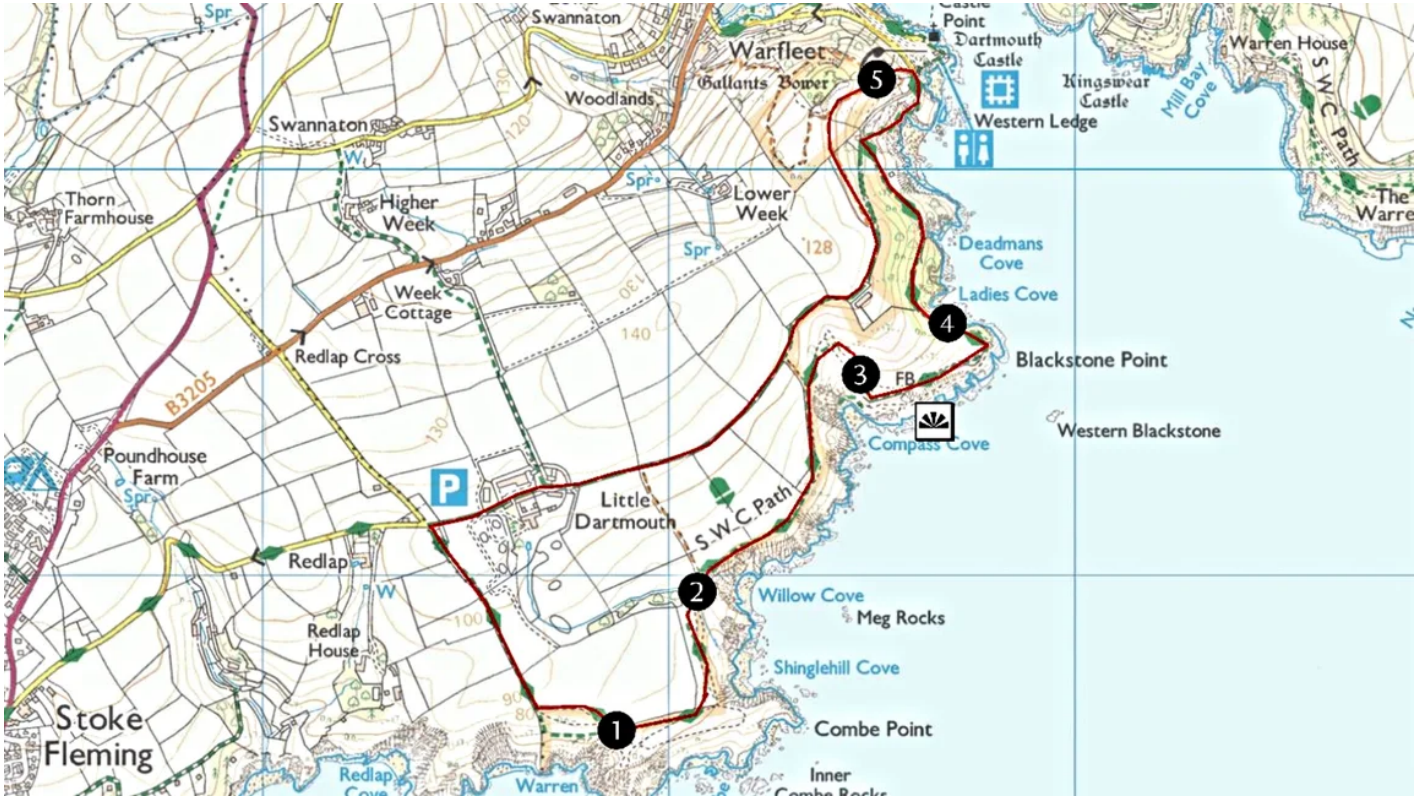 Spr
Swannaton
Castle
Point
Dartmouth
Castle
Warfleet
Gallants Bower
5
Warren House
S W C Path
Kingswear
Castle
Mill Bay
Cove
130
Woodlands
120
Swannaton
W
Western Ledge
Spr
Thorn
Farmhouse
Higher
Week
Lower
Week
The
Warre
128
Spr
Deadmans
Cove
130
Week
Cottage
Ladies Cove
140
4
Redlap Cross
Blackstone Point
3
FB
B3205
130
Compass Cove
Western Blackstone
Poundhouse
Farm
Spr
P
Little
Dartmouth
S.W.C.Path
Redlap
W
2
Willow Cove
Meg Rocks
100
Redlap
House
Shinglehill Cove
90
80
Stoke
Fleming
1
Combe Point
Redlap
Cove
Warren
Inner
Combe Rocks